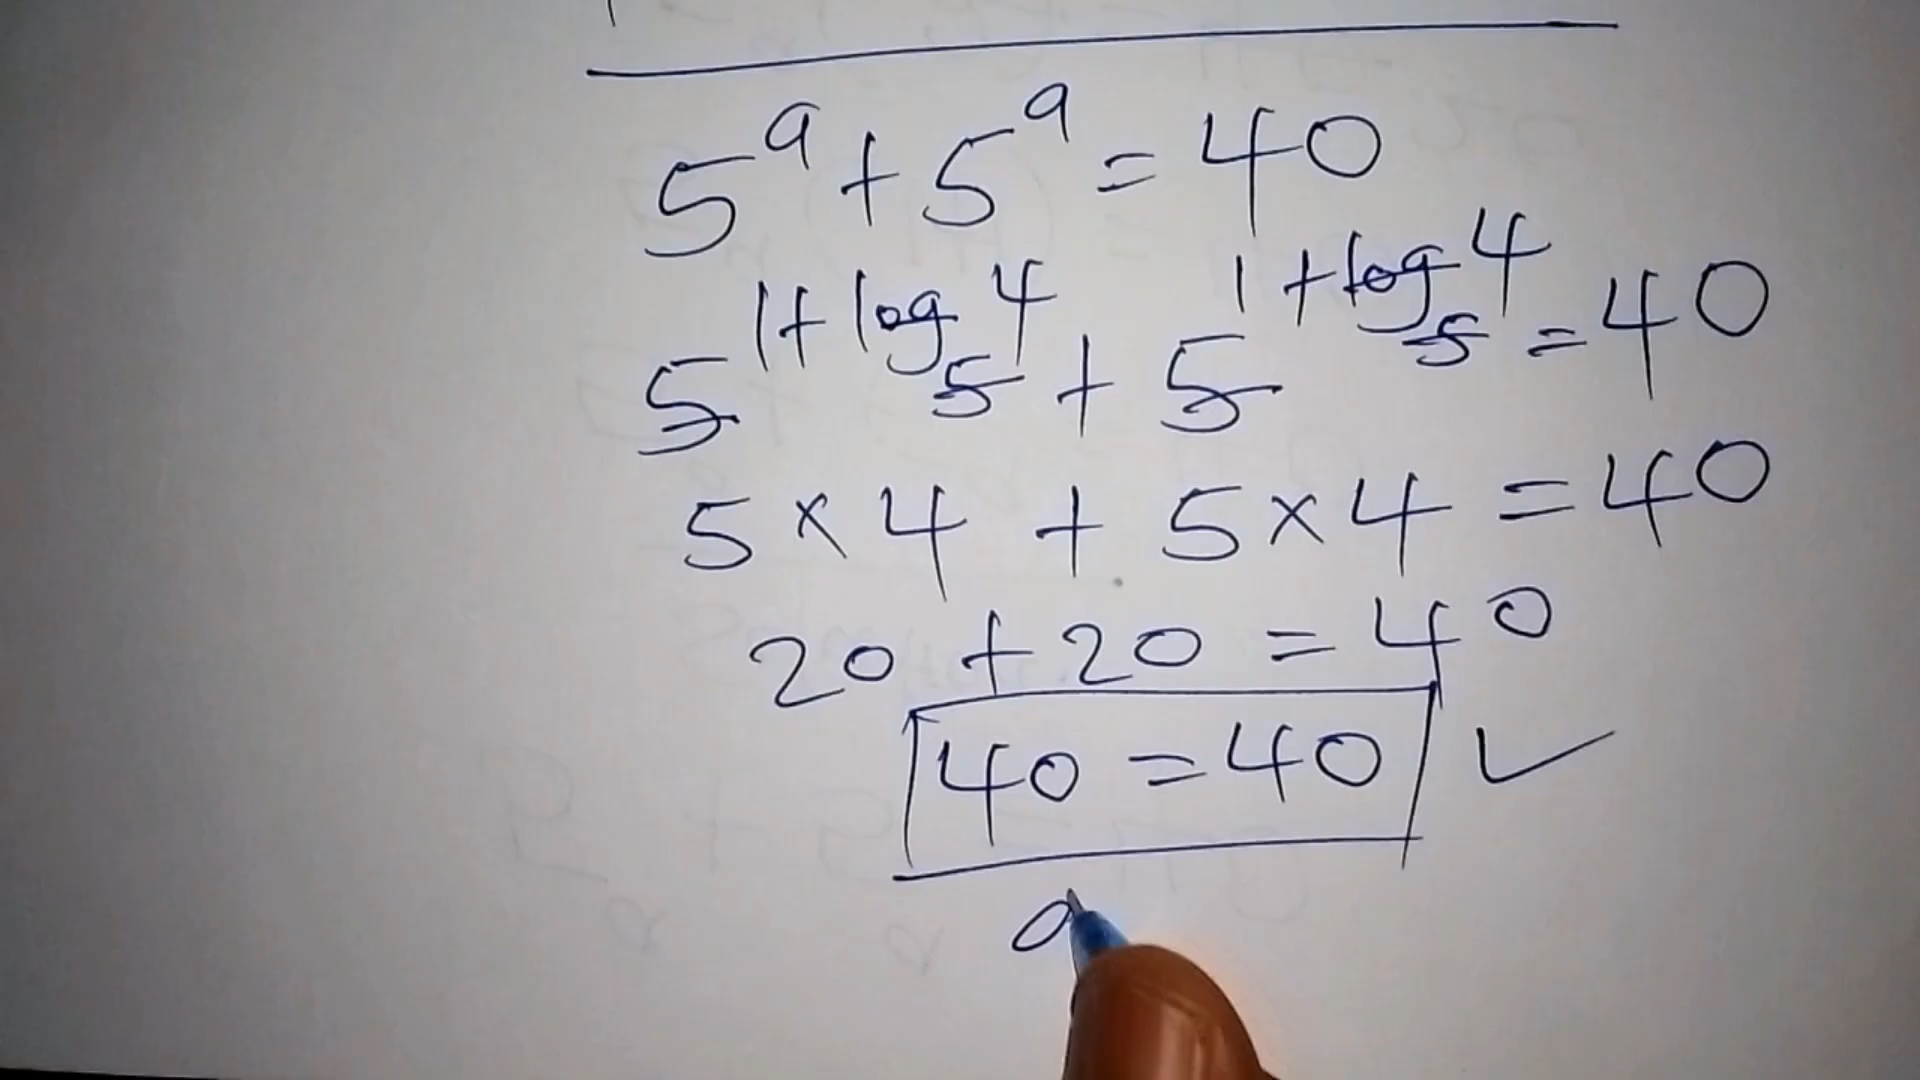 5^a + 5^a = 40
5^(1+log_5 4) + 5^(1+log_5 4) = 40
5 × 4 + 5 × 4 = 40
20 + 20 = 40
40 = 40 ✓
a